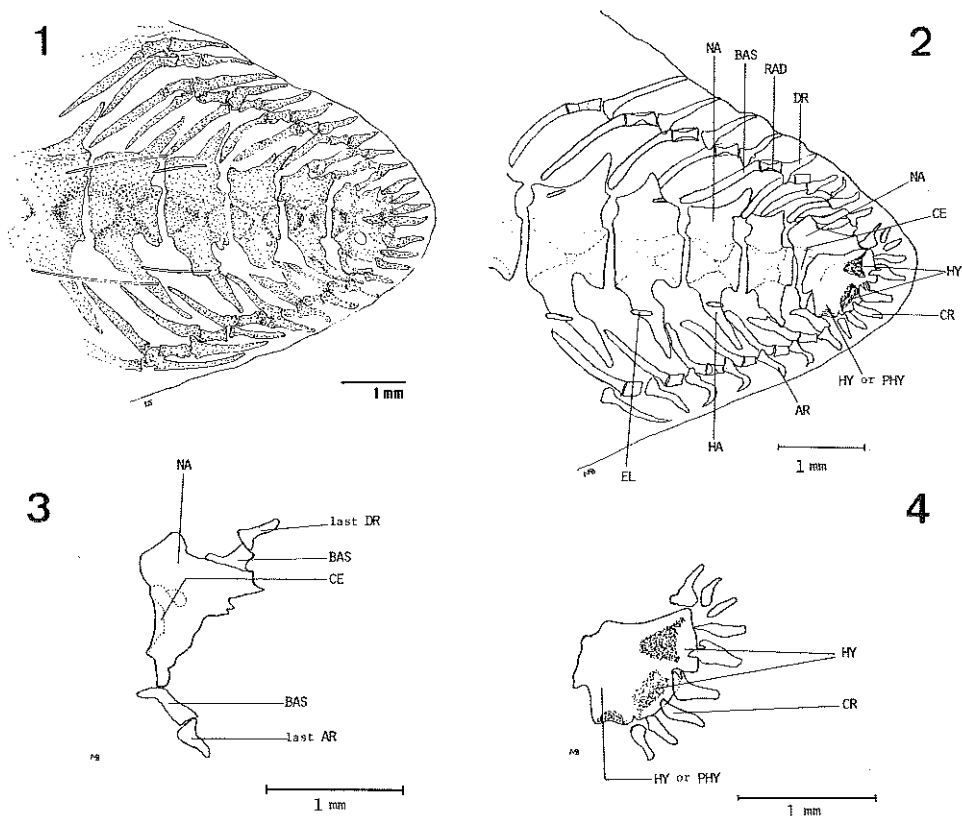 1
1 mm
2
NA
BAS
RAD
DR
NA
CE
HY
CR
HY or PHY
AR
HA
EL
1 mm
3
NA
last DR
BAS
CE
BAS
last AR
1 mm
4
HY
CR
HY or PHY
1 mm